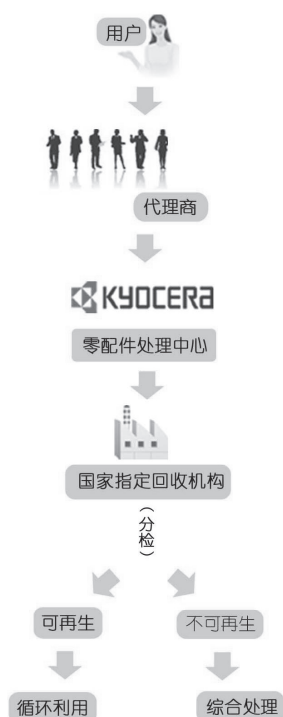 用户
代理商
KYOCERA
零配件处理中心
国家指定回收机构
（分检）
可再生
不可再生
循环利用
综合处理